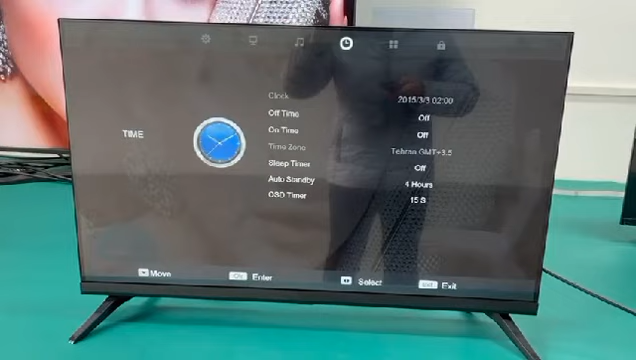 Clock 2015/3/3 02:00
Off Time Off
On Time Off
TIME
Time Zone Tehran GMT+3.5
Sleep Timer Off
Auto Standby 4 Hours
OSD Timer 15 S
Move Enter Select Exit